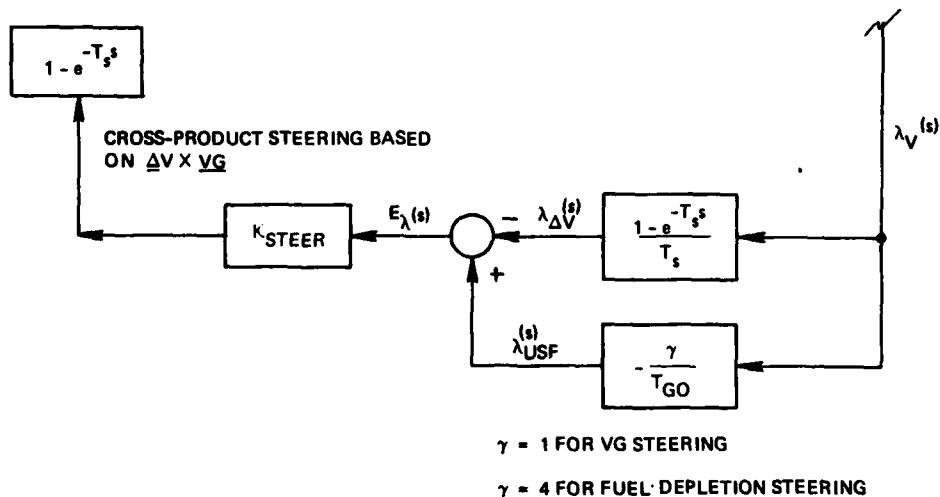 1 - e^-T_s s
CROSS-PRODUCT STEERING BASED
ON ΔV X VG
λ_V(s)
K_STEER
E_λ(s)
−
λ_ΔV(s)
1 - e^-T_s s
T_s
+
λ_USF(s)
- γ
T_GO
γ = 1 FOR VG STEERING
γ = 4 FOR FUEL-DEPLETION STEERING